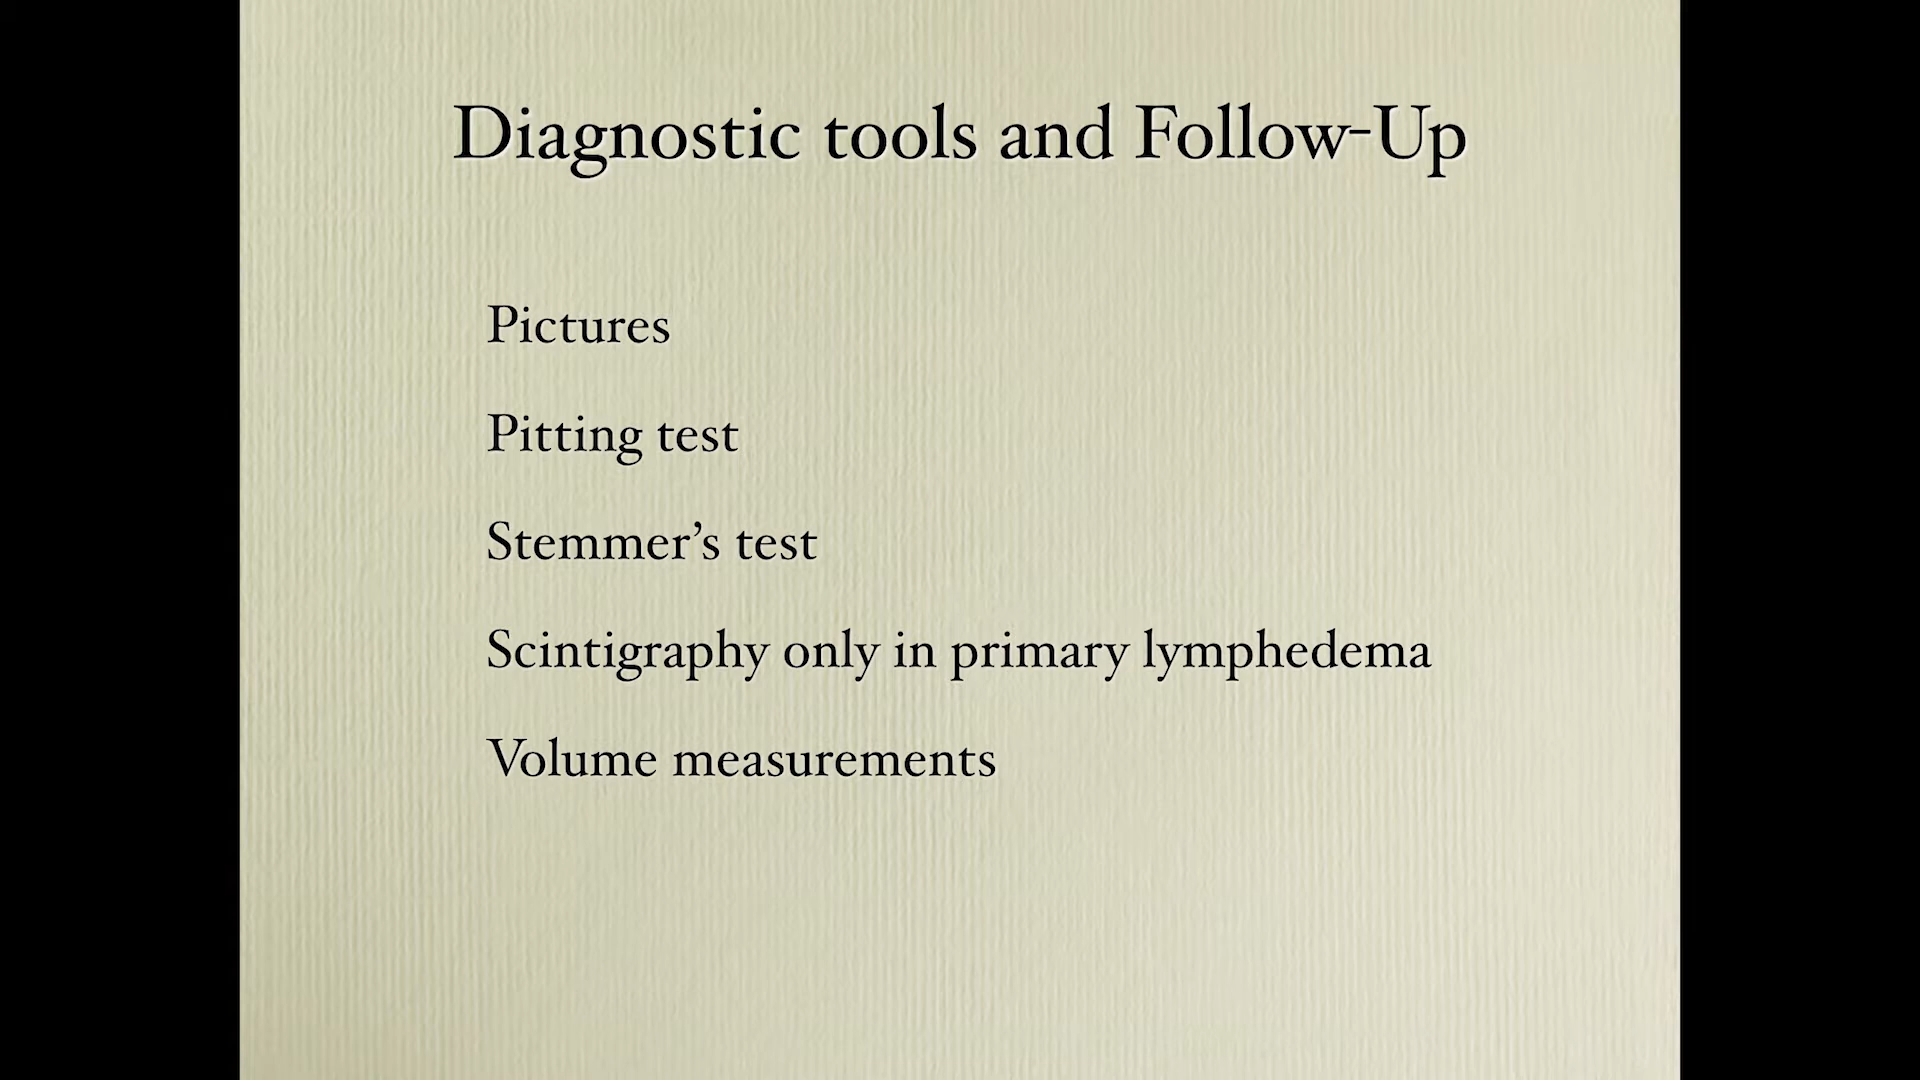 Diagnostic tools and Follow-Up
Pictures
Pitting test
Stemmer’s test
Scintigraphy only in primary lymphedema
Volume measurements